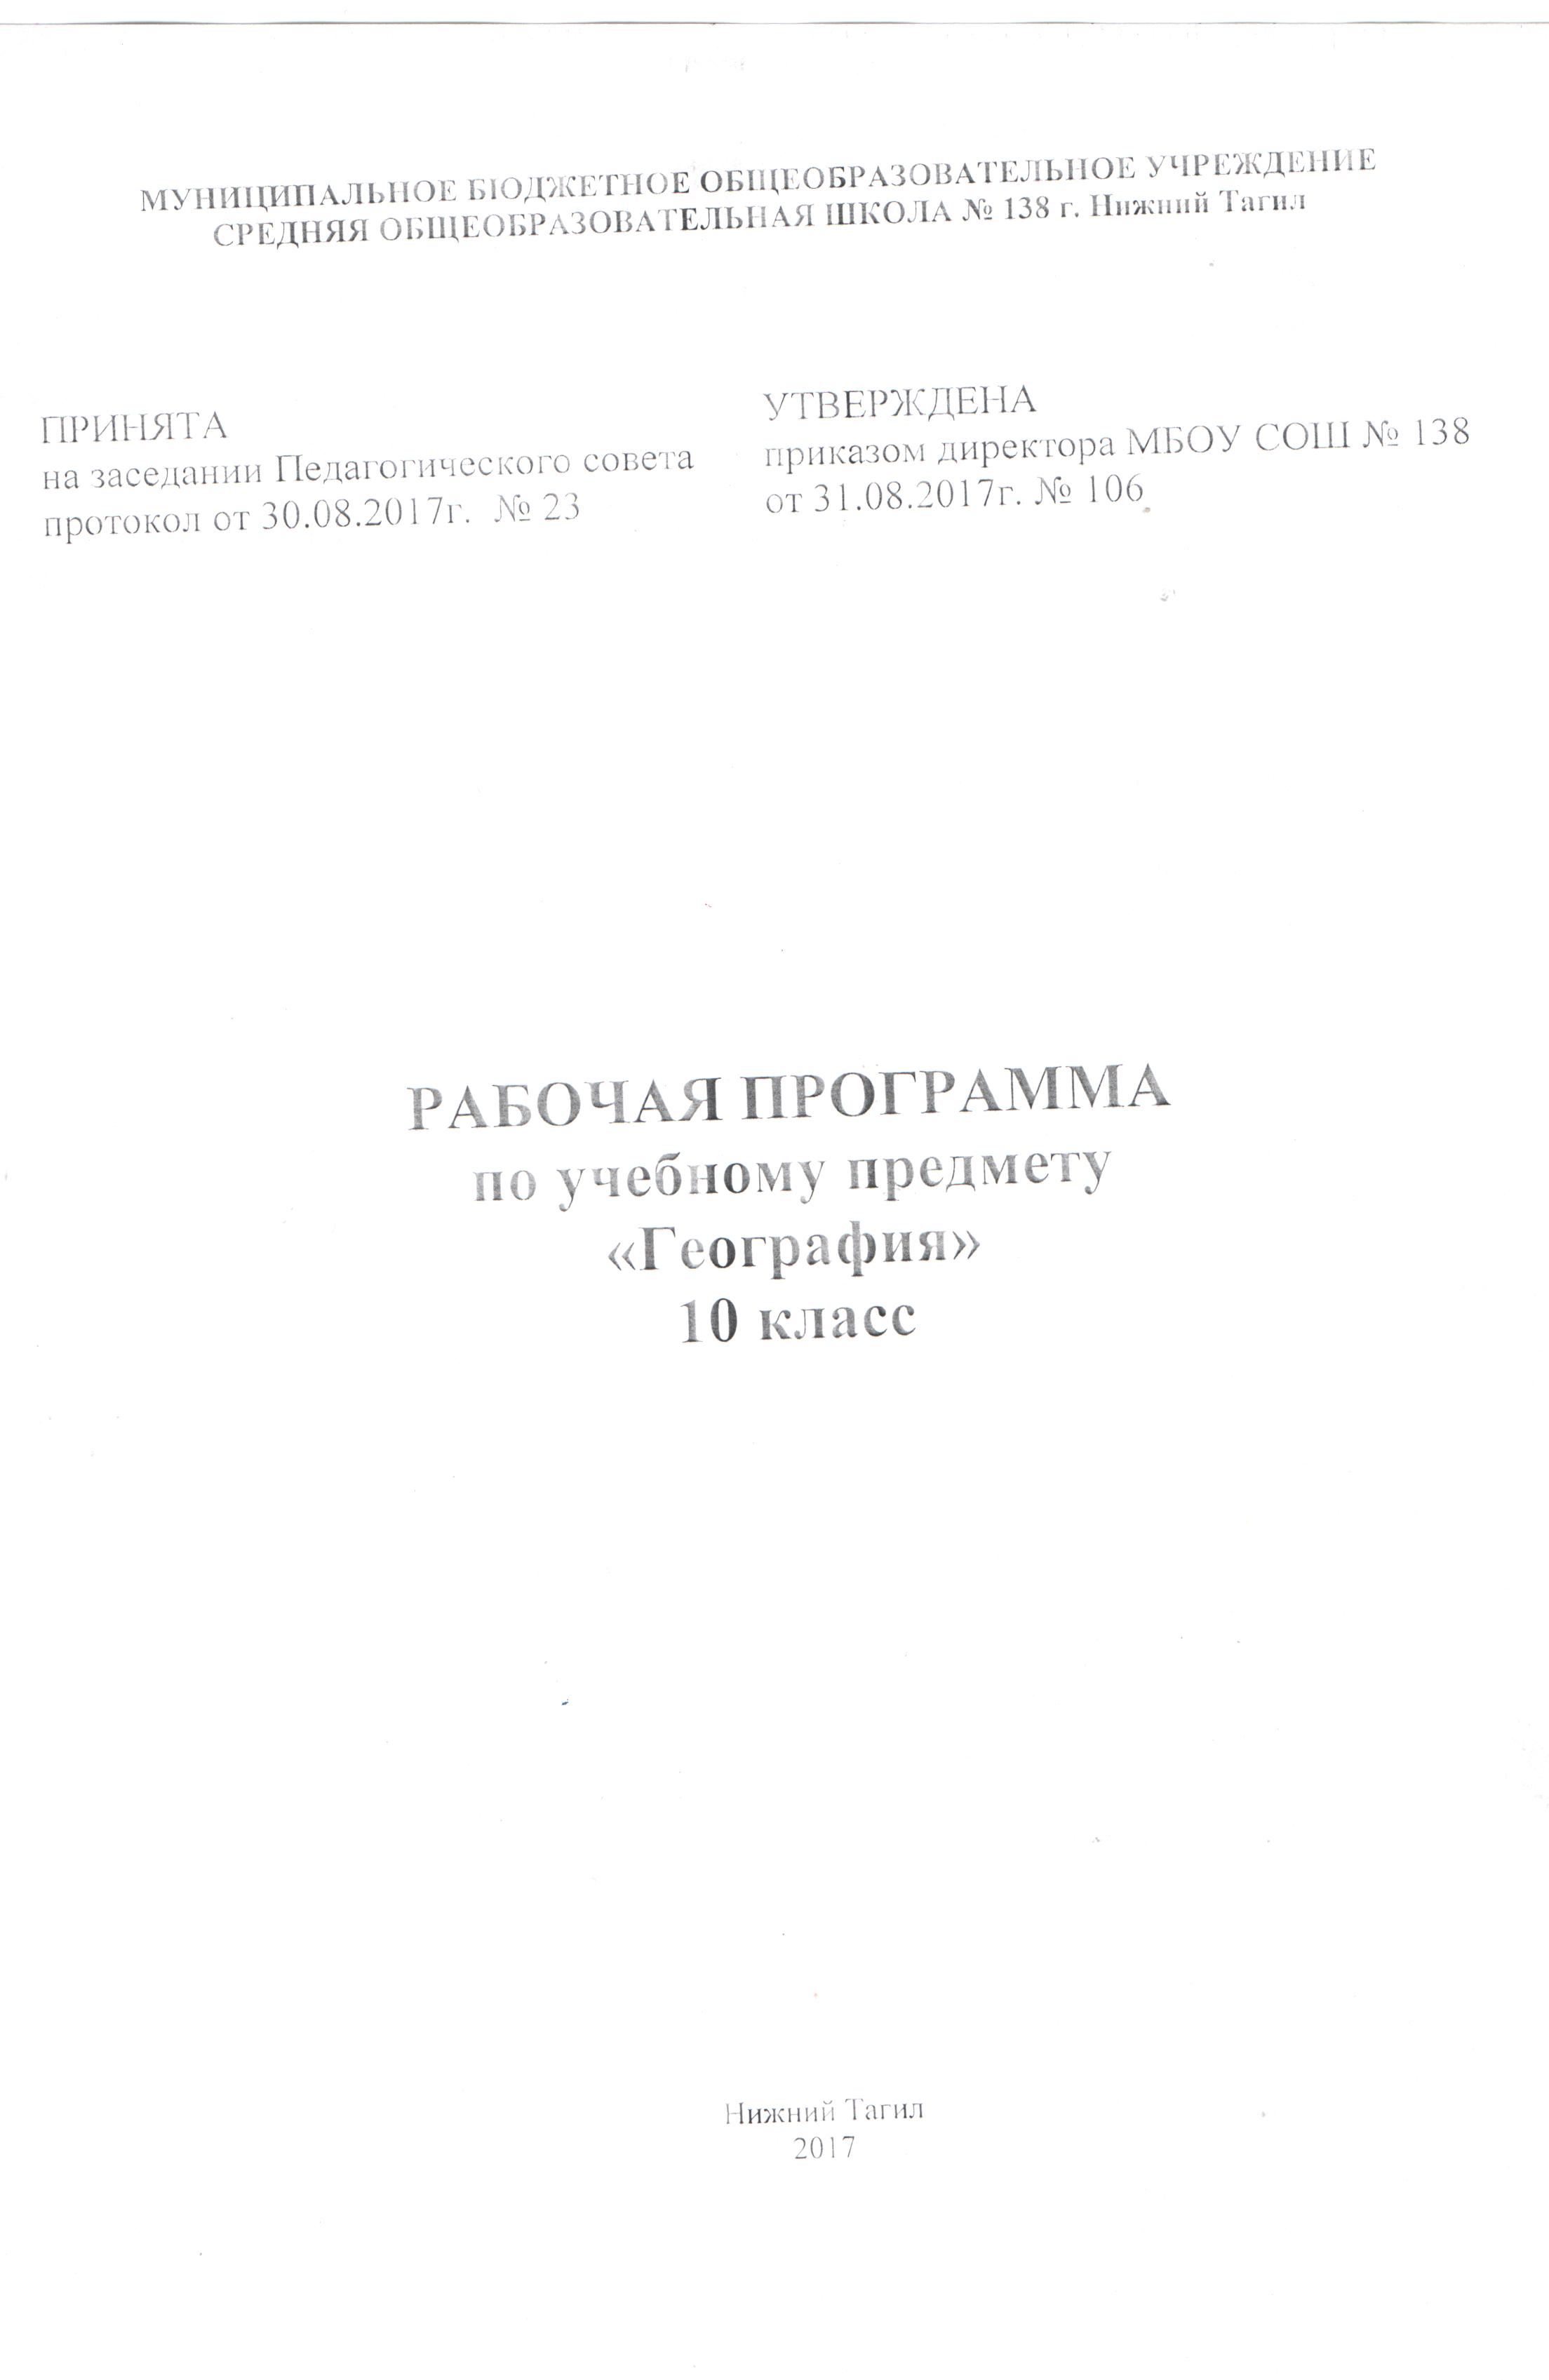 МУНИЦИПАЛЬНОЕ БЮДЖЕТНОЕ ОБЩЕОБРАЗОВАТЕЛЬНОЕ УЧРЕЖДЕНИЕ
СРЕДНЯЯ ОБЩЕОБРАЗОВАТЕЛЬНАЯ ШКОЛА № 138 г. Нижний Тагил
ПРИНЯТА
на заседании Педагогического совета
протокол от 30.08.2017г. № 23
УТВЕРЖДЕНА
приказом директора МБОУ СОШ № 138
от 31.08.2017г. № 106
РАБОЧАЯ ПРОГРАММА
по учебному предмету
«География»
10 класс
Нижний Тагил
2017